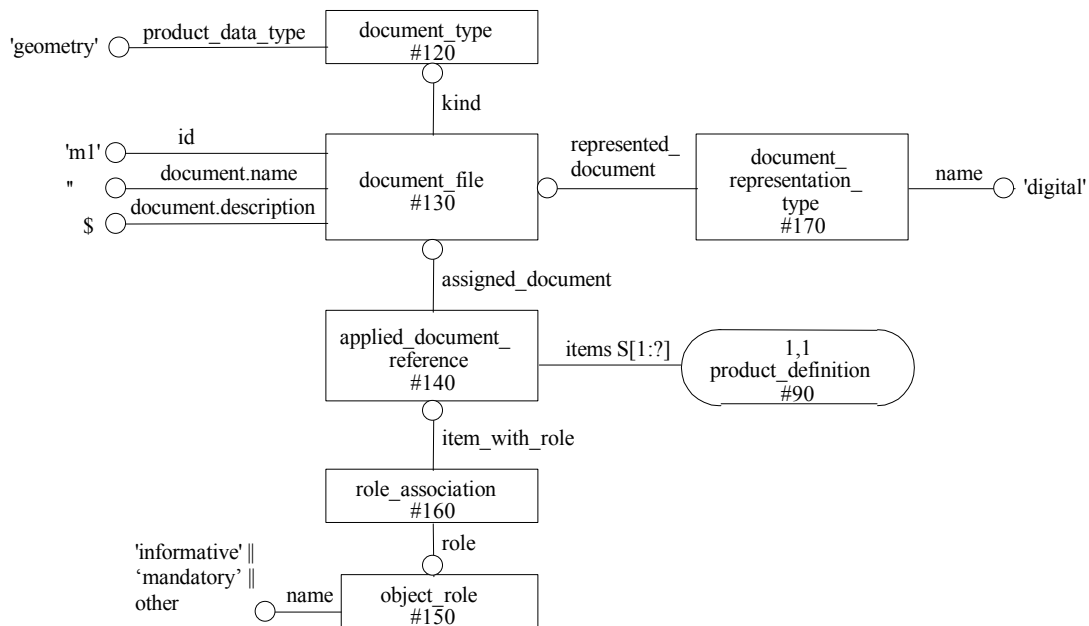 'geometry'
product_data_type
document_type
#120
kind
'm1'
id
''
document.name
$
document.description
document_file
#130
represented_
document
document_
representation_
type
#170
name
'digital'
assigned_document
applied_document_
reference
#140
items S[1:?]
1,1
product_definition
#90
item_with_role
role_association
#160
role
'informative' ||
‘mandatory’ ||
other
name
object_role
#150